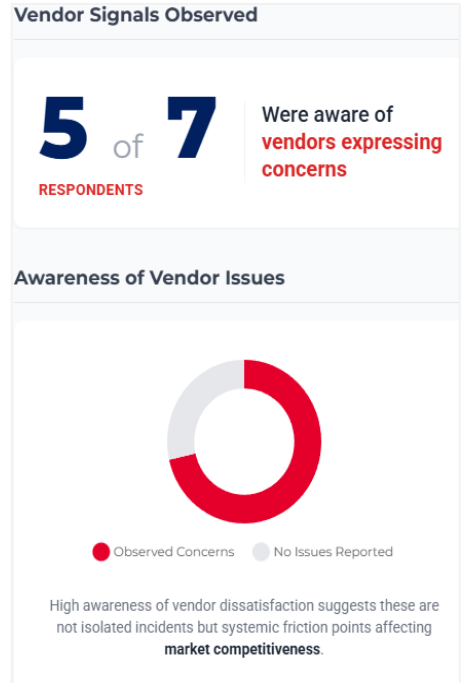 Vendor Signals Observed
5 of 7
RESPONDENTS
Were aware of
vendors expressing
concerns
Awareness of Vendor Issues
Observed Concerns
No Issues Reported
High awareness of vendor dissatisfaction suggests these are
not isolated incidents but systemic friction points affecting
market competitiveness.